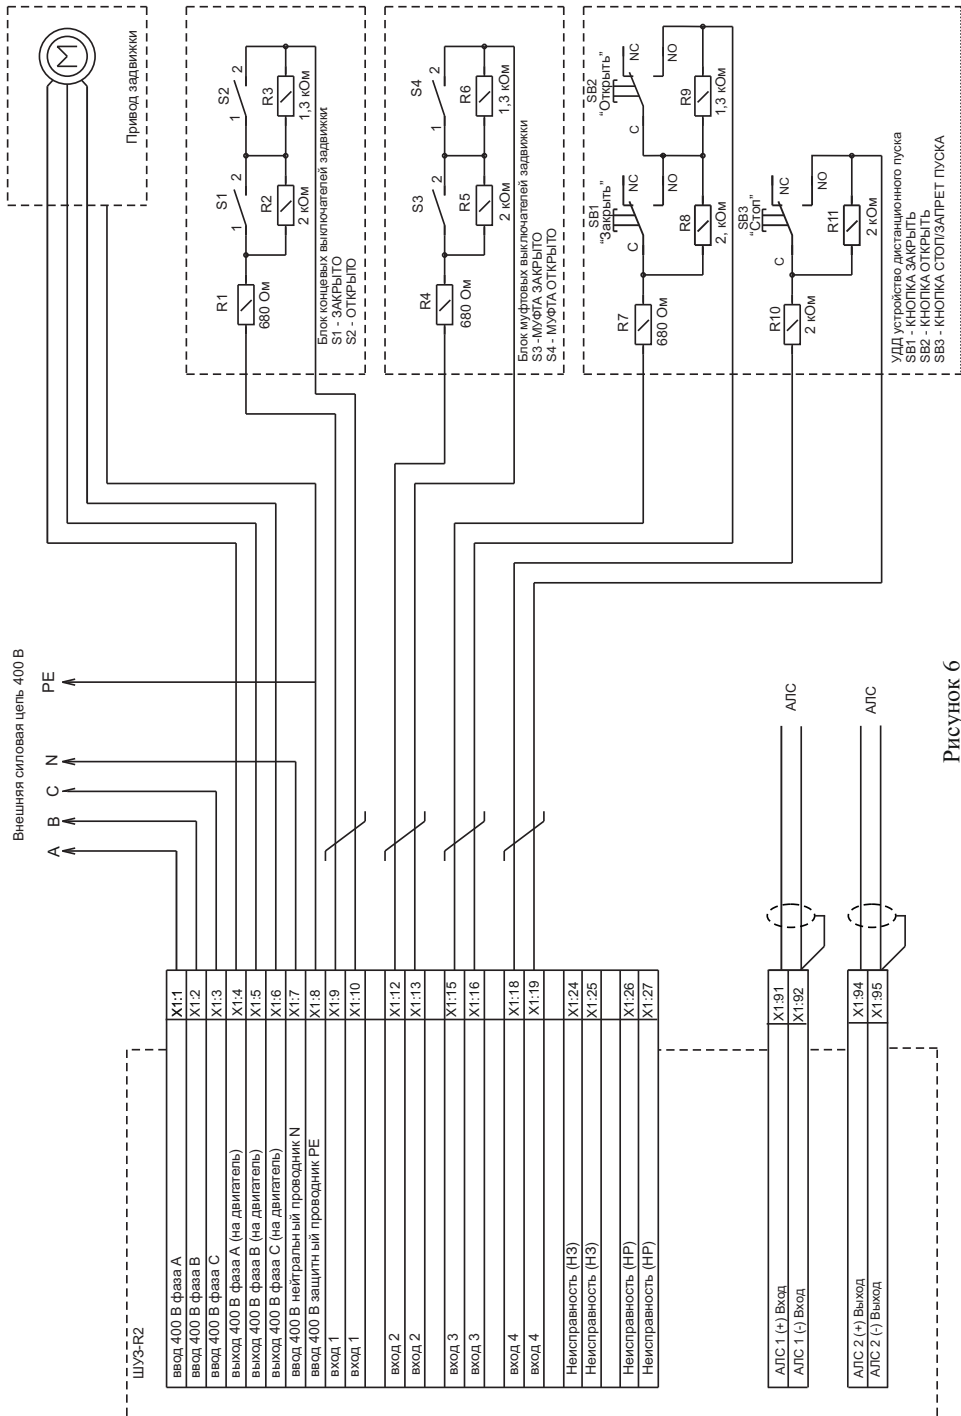 Привод задвижки
M
S2
1
2
R3
1,3 кОм
S1
1
2
R2
2 кОм
R1
680 Ом
Блок концевых выключателей задвижки
S1 - ЗАКРЫТО
S2 - ОТКРЫТО
S4
1
2
R6
1,3 кОм
S3
1
2
R5
2 кОм
R4
680 Ом
Блок муфтовых выключателей задвижки
S3 -МУФТА ЗАКРЫТО
S4 - МУФТА ОТКРЫТО
SB2
"Открыть"
NC
NO
C
R9
1,3 кОм
SB1
"Закрыть"
NC
NO
C
R8
2, кОм
R7
680 Ом
SB3
"Стоп"
NC
NO
C
R11
2 кОм
R10
2 кОм
УДД устройство дистанционного пуска
SB1 - КНОПКА ЗАКРЫТЬ
SB2 - КНОПКА ОТКРЫТЬ
SB3 - КНОПКА СТОП/ЗАПРЕТ ПУСКА
Внешняя силовая цепь 400 В
A
B
C
N
PE
ШУЗ-R2
ввод 400 В фаза А X1:1
ввод 400 В фаза В X1:2
ввод 400 В фаза С X1:3
выход 400 В фаза А (на двигатель) X1:4
выход 400 В фаза В (на двигатель) X1:5
выход 400 В фаза С (на двигатель) X1:6
ввод 400 В нейтральный проводник N X1:7
ввод 400 В защитный проводник PE X1:8
вход 1 X1:9
вход 1 X1:10
вход 2 X1:12
вход 2 X1:13
вход 3 X1:15
вход 3 X1:16
вход 4 X1:18
вход 4 X1:19
Неисправность (НЗ) X1:24
Неисправность (НЗ) X1:25
Неисправность (НР) X1:26
Неисправность (НР) X1:27
АЛС 1 (+) Вход X1:91
АЛС 1 (-) Вход X1:92
АЛС
АЛС 2 (+) Выход X1:94
АЛС 2 (-) Выход X1:95
АЛС
Рисунок 6